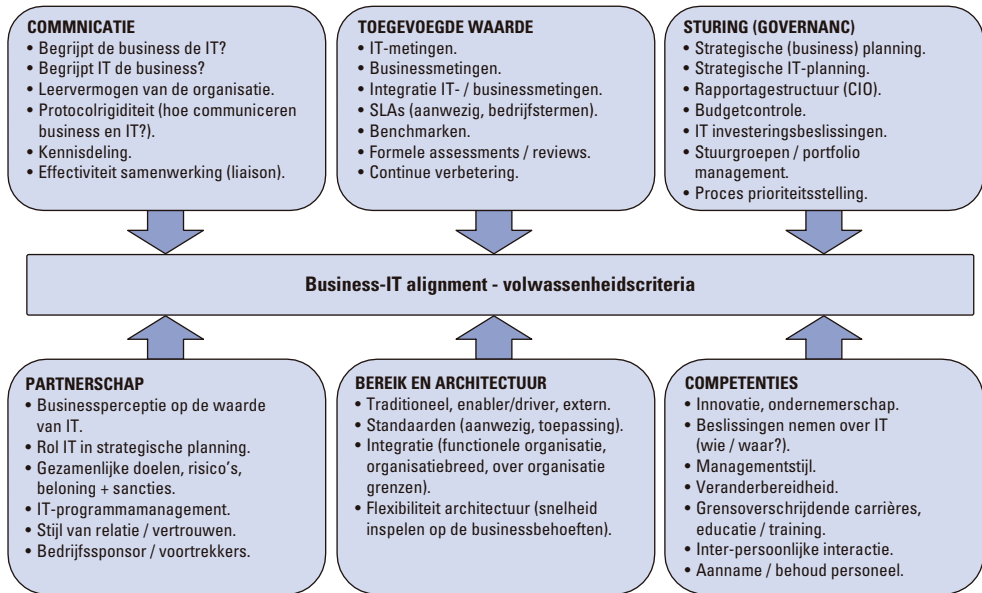 COMMNICATIE
• Begrijpt de business de IT?
• Begrijpt IT de business?
• Leervermogen van de organisatie.
• Protocolrigiditeit (hoe communiceren
business en IT?).
• Kennisdeling.
• Effectiviteit samenwerking (liaison).
TOEGEVOEGDE WAARDE
• IT-metingen.
• Businessmetingen.
• Integratie IT- / businessmetingen.
• SLAs (aanwezig, bedrijfstermen).
• Benchmarken.
• Formele assessments / reviews.
• Continue verbetering.
STURING (GOVERNANC)
• Strategische (business) planning.
• Strategische IT-planning.
• Rapportagestructuur (CIO).
• Budgetcontrole.
• IT investeringsbeslissingen.
• Stuurgroepen / portfolio
management.
• Proces prioriteitsstelling.
Business-IT alignment - volwassenheidscriteria
PARTNERSCHAP
• Businessperceptie op de waarde
van IT.
• Rol IT in strategische planning.
• Gezamenlijke doelen, risico’s,
beloning + sancties.
• IT-programmamanagement.
• Stijl van relatie / vertrouwen.
• Bedrijfssponsor / voortrekkers.
BEREIK EN ARCHITECTUUR
• Traditioneel, enabler/driver, extern.
• Standaarden (aanwezig, toepassing).
• Integratie (functionele organisatie,
organisatiebreed, over organisatie
grenzen).
• Flexibiliteit architectuur (snelheid
inspelen op de businessbehoeften).
COMPETENTIES
• Innovatie, ondernemerschap.
• Beslissingen nemen over IT
(wie / waar?).
• Managementstijl.
• Veranderbereidheid.
• Grensoverschrijdende carrières,
educatie / training.
• Inter-persoonlijke interactie.
• Aanname / behoud personeel.